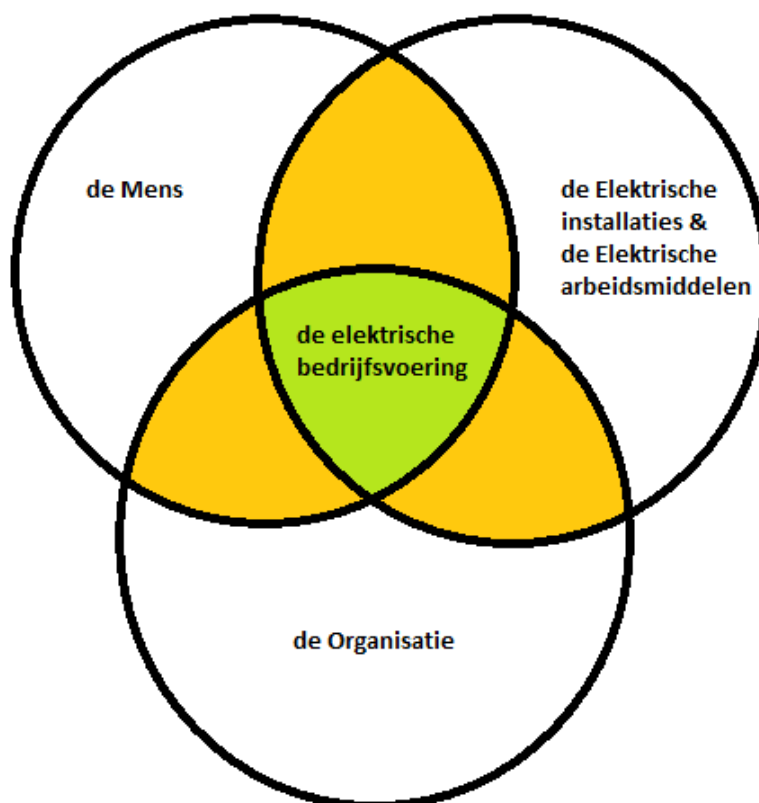 de Mens
de Elektrische
installaties &
de Elektrische
arbeidsmiddelen
de elektrische
bedrijfsvoering
de Organisatie